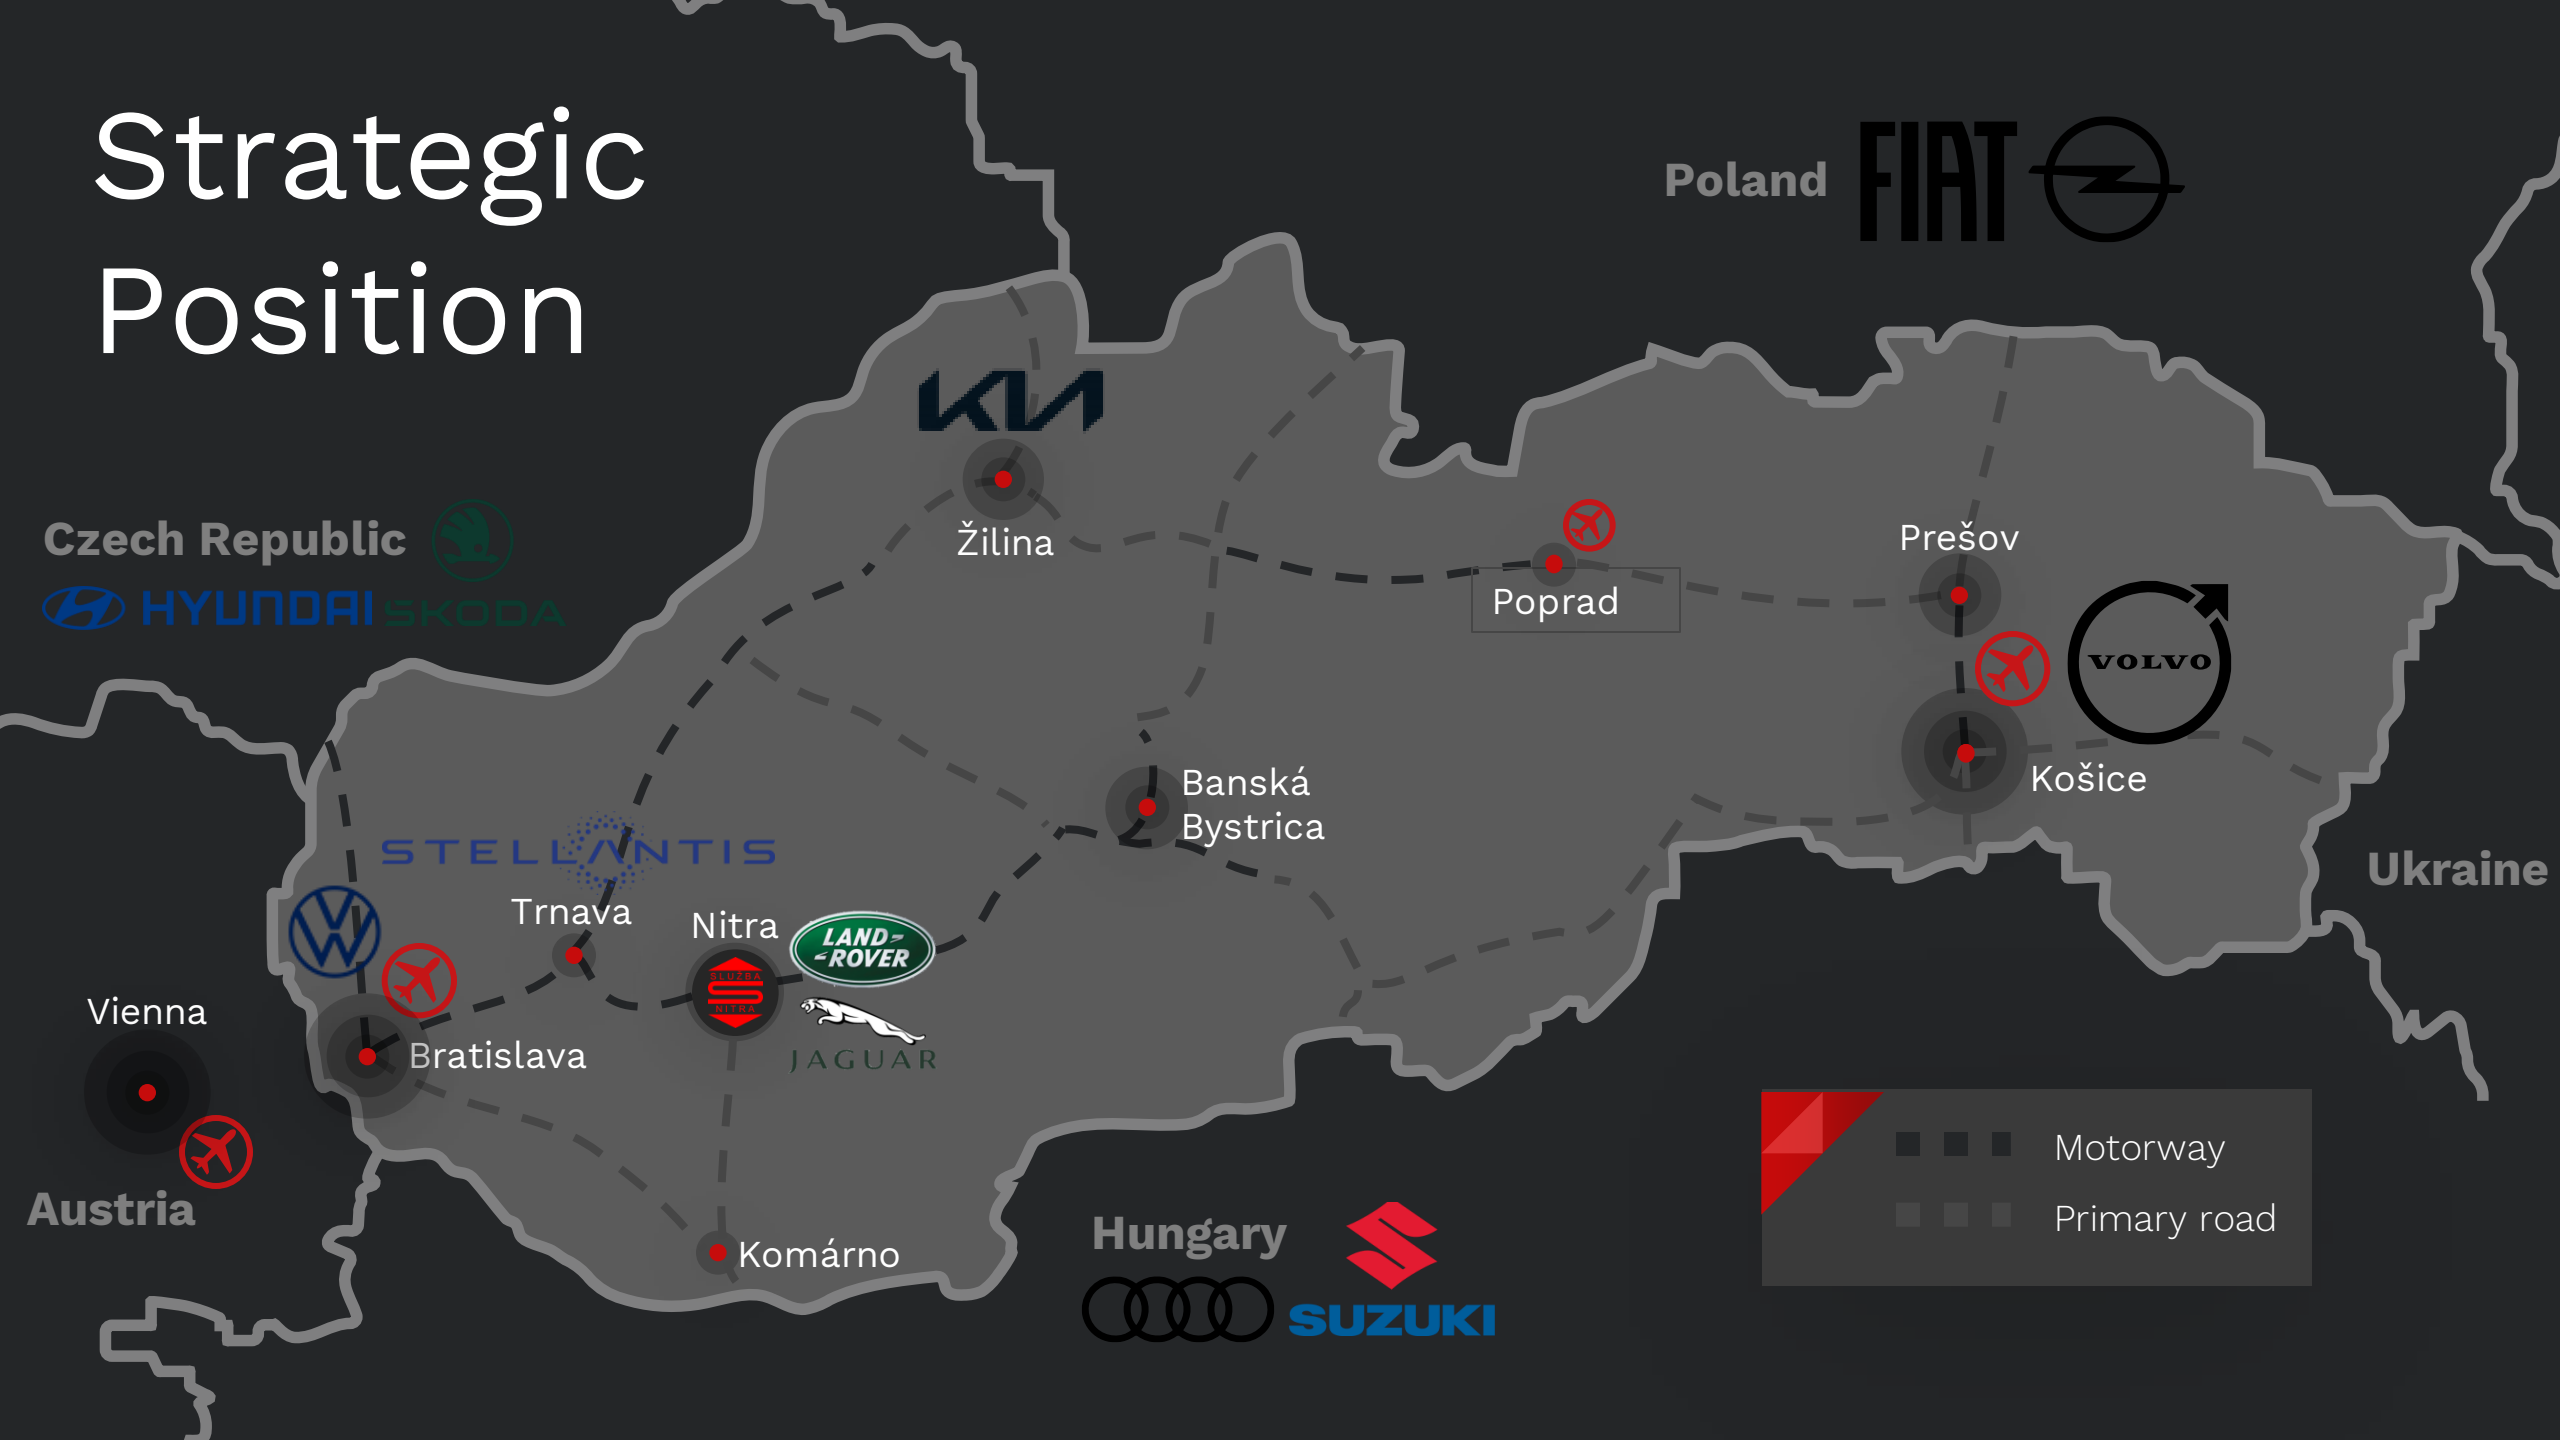 Strategic
Position
Poland
FIAT
KIA
Žilina
Czech Republic
HYUNDAI
SKODA
Poprad
Prešov
VOLVO
Košice
Banská
Bystrica
Ukraine
STELLANTIS
Trnava
Nitra
LAND-
-ROVER
SLUŽBA
NITRA
JAGUAR
Vienna
Bratislava
Austria
Komárno
Hungary
SUZUKI
Motorway
Primary road